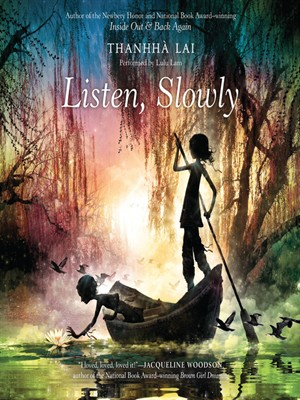 Author of the Newbery Honor and National Book Award–winning
Inside Out & Back Again
THANHHÀ LAI
Performed by Lulu Lam
Listen, Slowly
"I loved, loved, loved it!"—JACQUELINE WOODSON,
author of the National Book Award–winning Brown Girl Dreaming